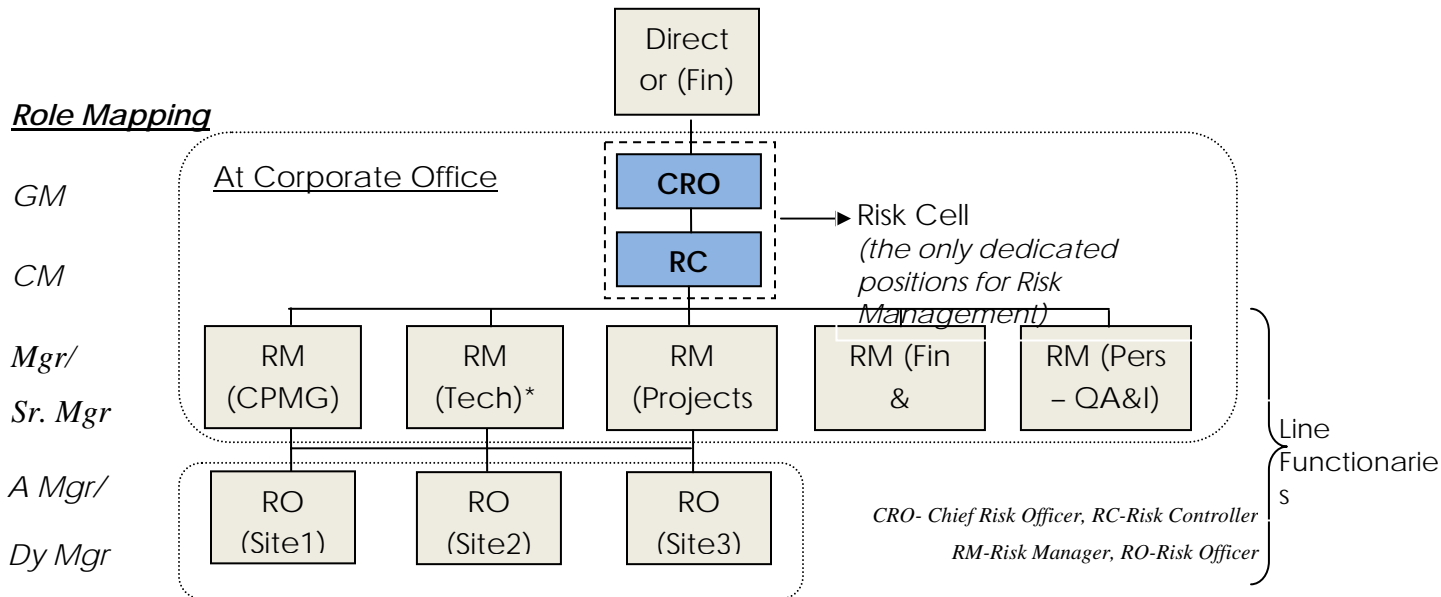 Direct
or (Fin)
Role Mapping
At Corporate Office
GM
CRO
Risk Cell
(the only dedicated
positions for Risk
Management)
CM
RC
Mgr/
Sr. Mgr
RM
(CPMG)
RM
(Tech)*
RM
(Projects
RM (Fin
&
RM (Pers
– QA&I)
Line
Functionarie
s
A Mgr/
Dy Mgr
RO
(Site1)
RO
(Site2)
RO
(Site3)
CRO- Chief Risk Officer, RC-Risk Controller
RM-Risk Manager, RO-Risk Officer